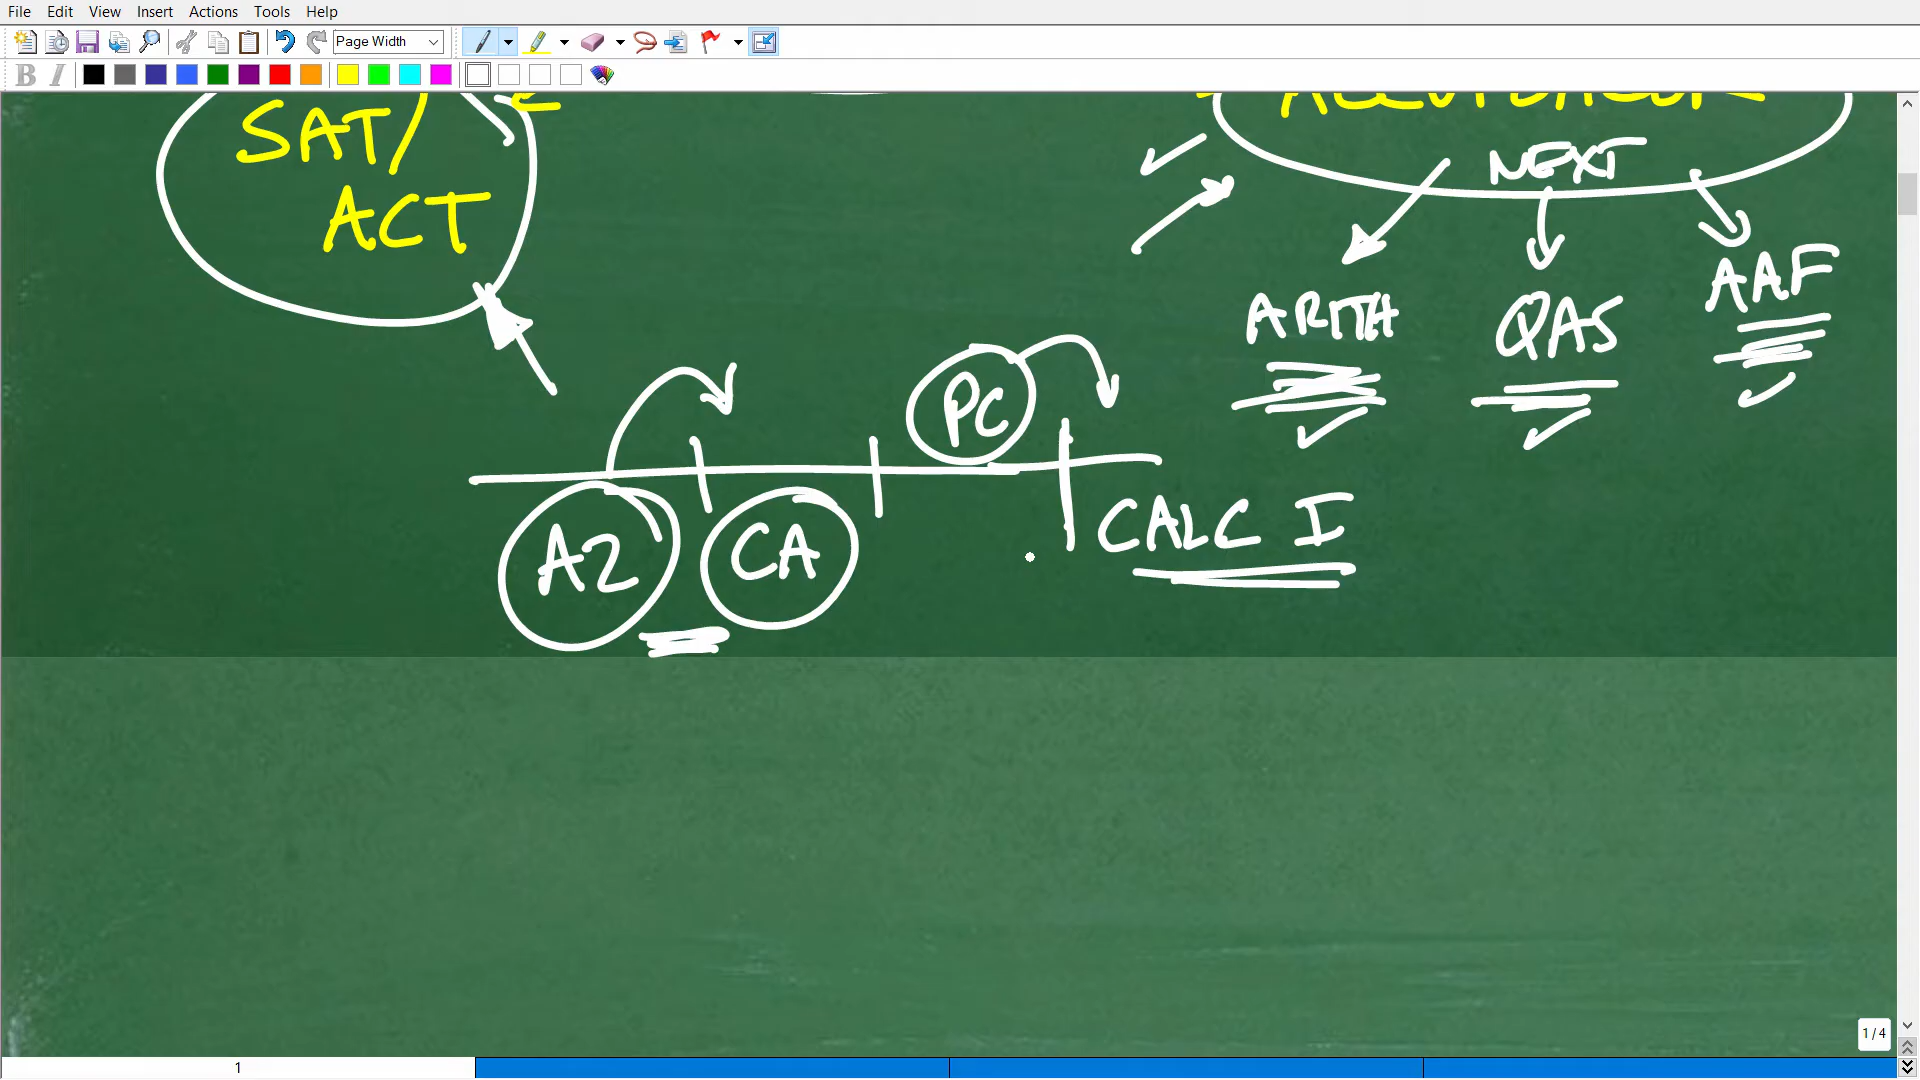 File Edit View Insert Actions Tools Help
Page Width
B I
SAT/
ACT
NEXT
ARITH
QAS
AAF
PC
A2
CA
CALC I
1 / 4
1